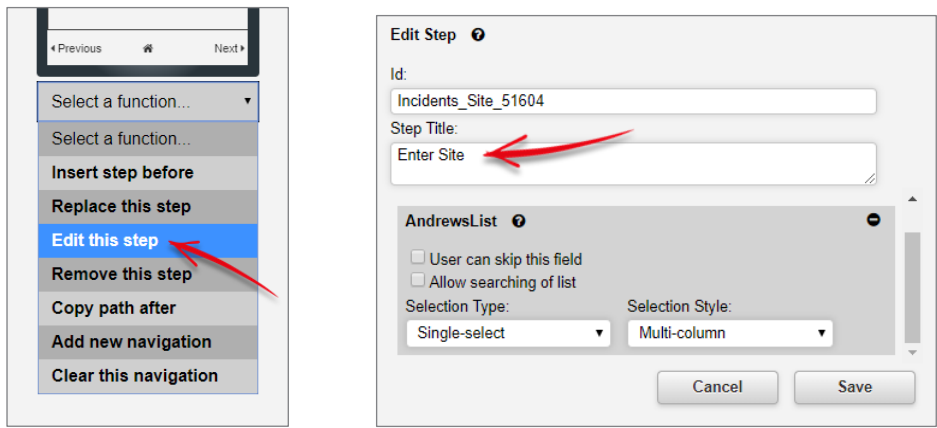 Previous
Next
Select a function...
Select a function...
Insert step before
Replace this step
Edit this step
Remove this step
Copy path after
Add new navigation
Clear this navigation
Edit Step
Id:
Incidents_Site_51604
Step Title:
Enter Site
AndrewsList
User can skip this field
Allow searching of list
Selection Type: Selection Style:
Single-select Multi-column
Cancel Save